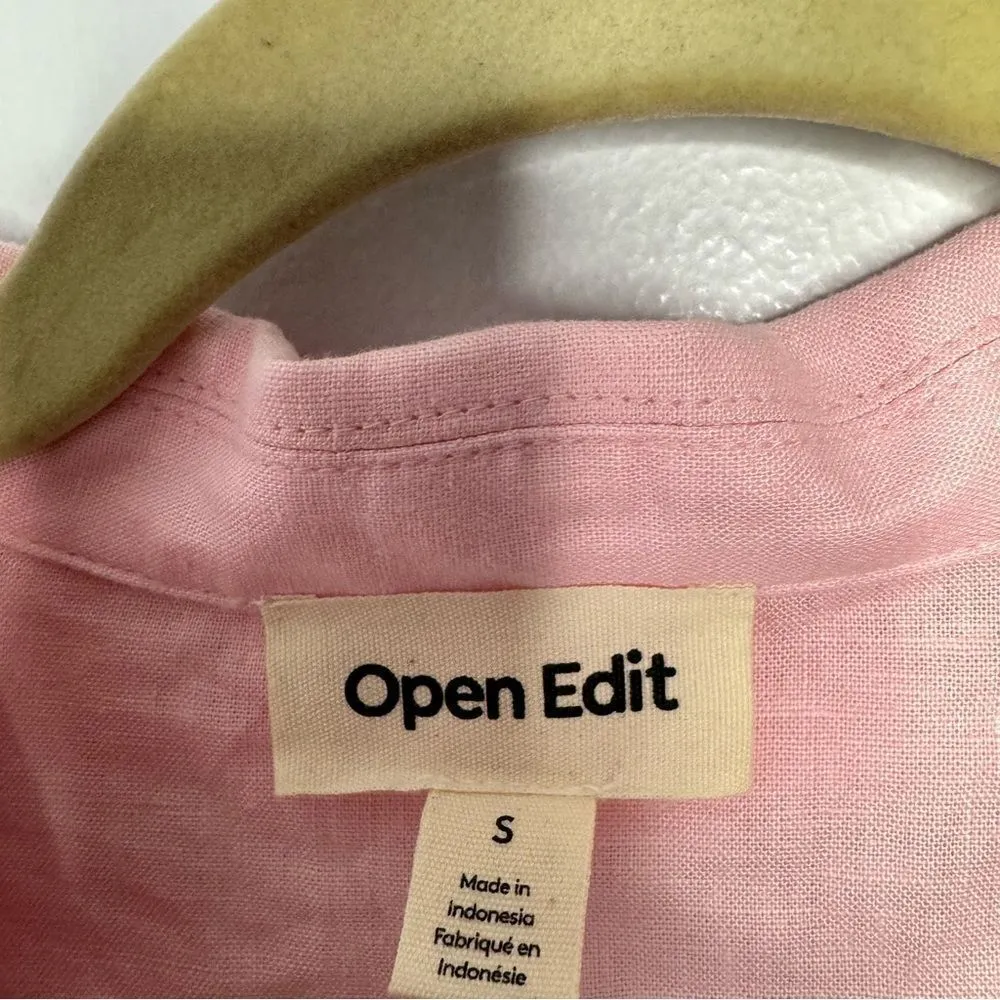 Open Edit
S
Made in
Indonesia
Fabriqué en
Indonésie